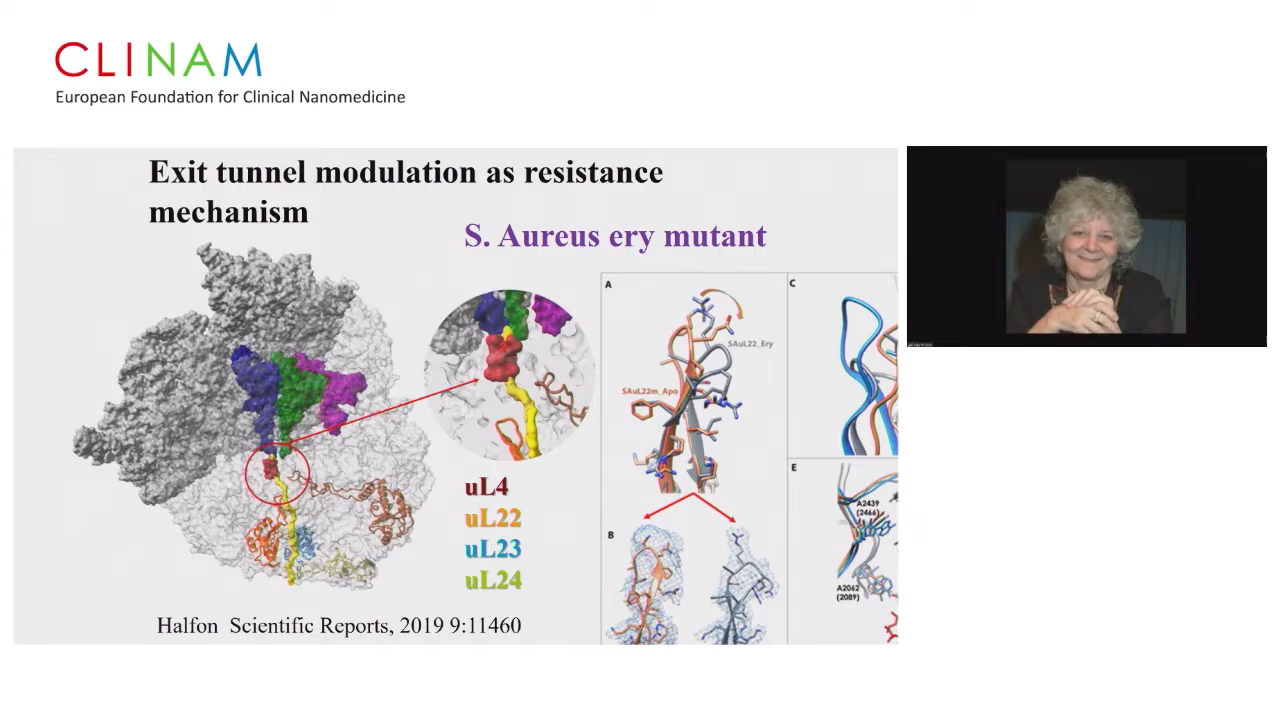 CLINAM
European Foundation for Clinical Nanomedicine
Exit tunnel modulation as resistance
mechanism
S. Aureus ery mutant
A
C
SAuL22_Ery
SAuL22m_Apo
uL4
uL22
uL23
uL24
E
A2439
(2466)
B
A2062
(2089)
Halfon Scientific Reports, 2019 9:11460